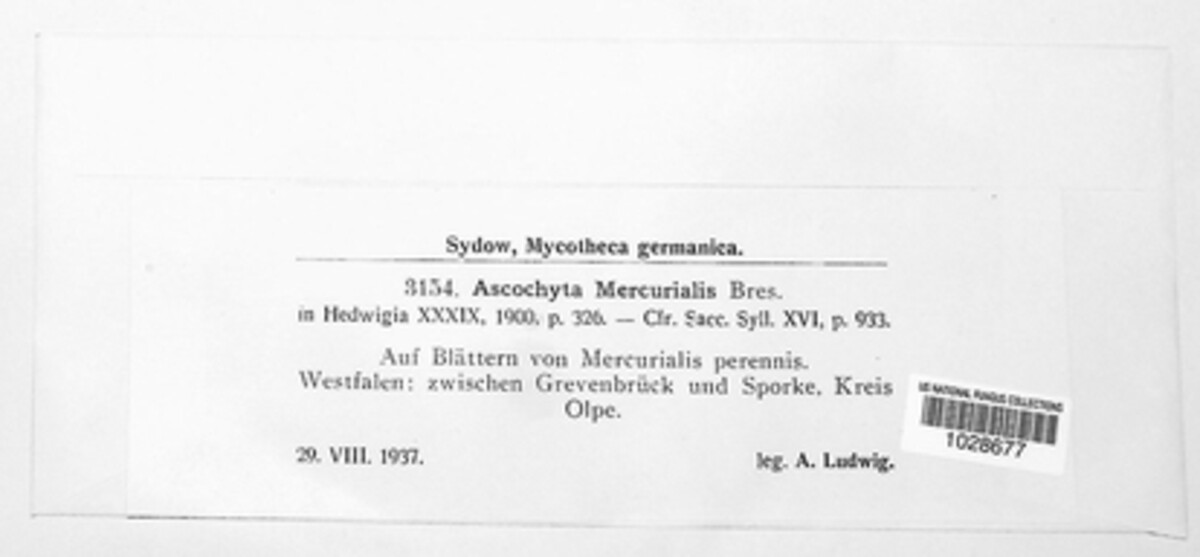 Sydow, Mycotheca germanica.
3154. Ascochyta Mercurialis Bres.
in Hedwigia XXXIX, 1900, p. 326. — Cfr. Sacc. Syll. XVI, p. 933.
Auf Blättern von Mercurialis perennis.
Westfalen: zwischen Grevenbrück und Sporke, Kreis
Olpe.
29. VIII. 1937. leg. A. Ludwig.
US NATIONAL FUNGUS COLLECTIONS
1028677